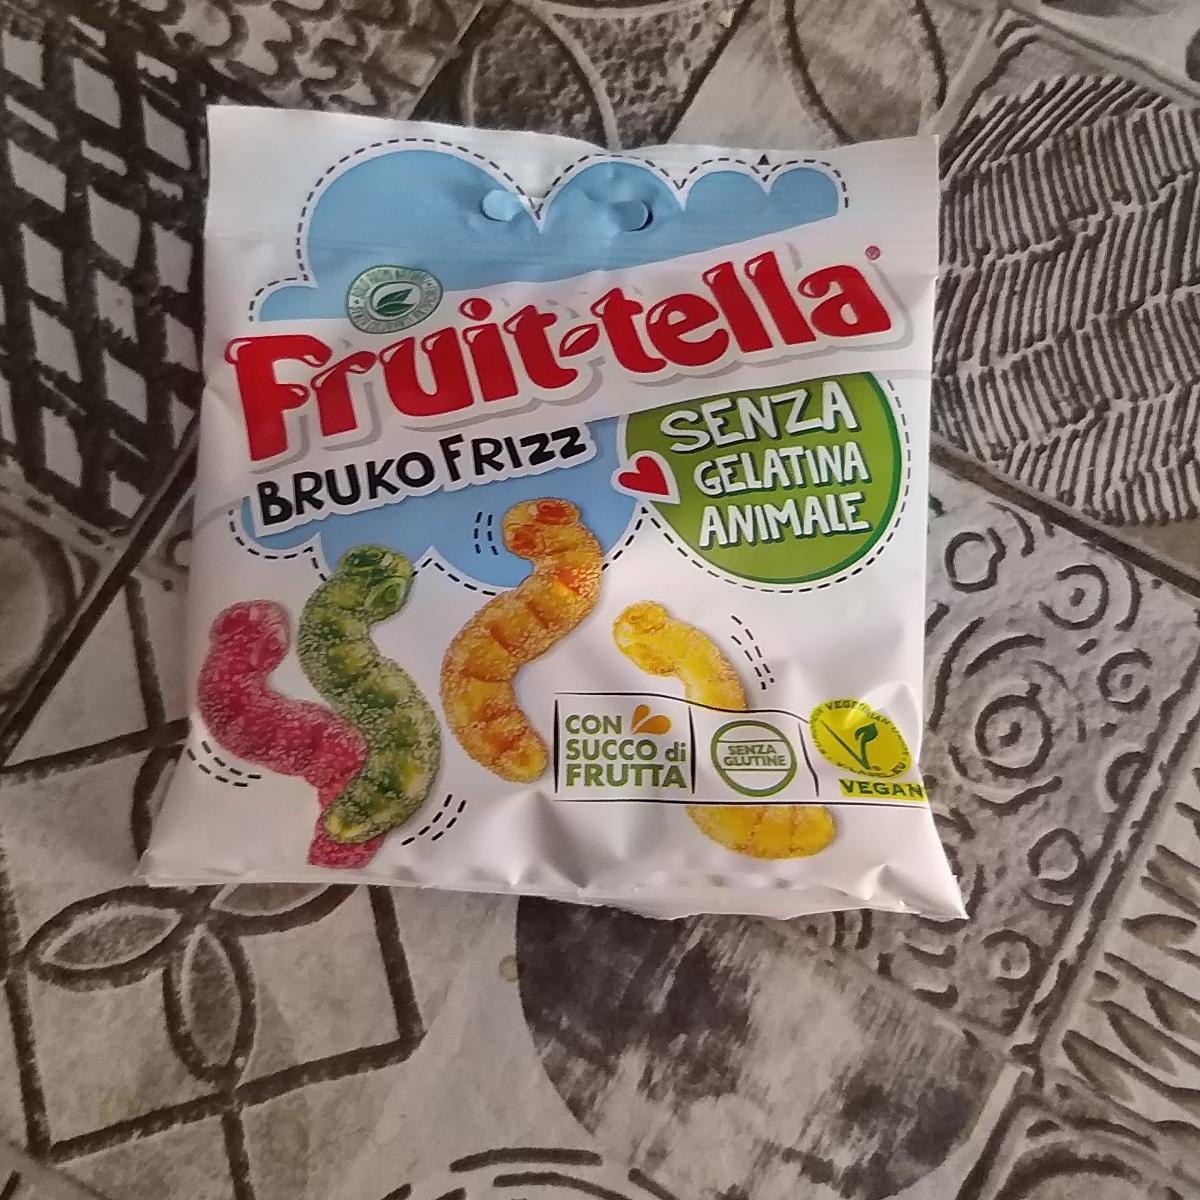 Fruit-tella®
BRUKO FRIZZ
SENZA
GELATINA
ANIMALE
CON
SUCCO di
FRUTTA
SENZA
GLUTINE
VEGAN